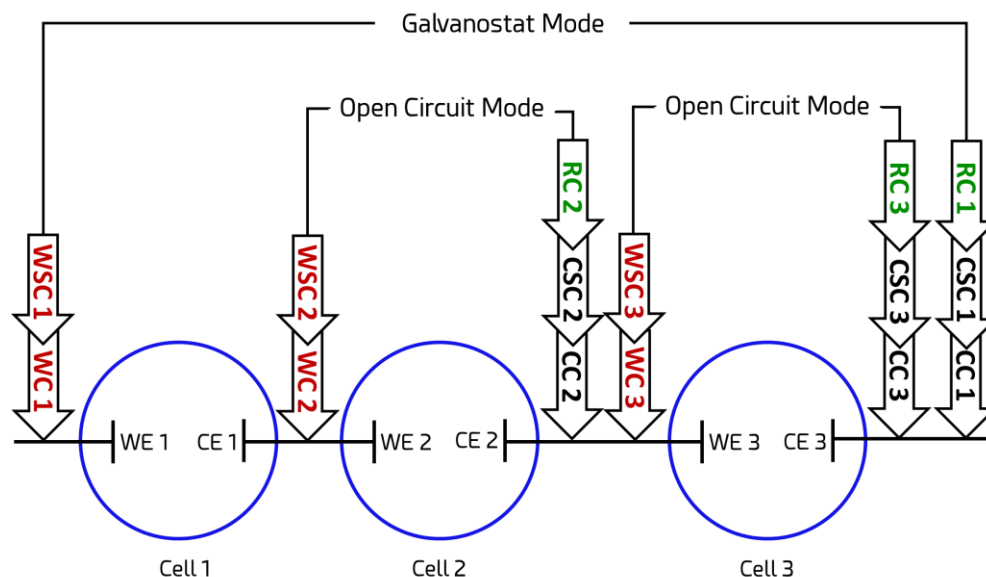 Galvanostat Mode
Open Circuit Mode
Open Circuit Mode
RC 2
RC 3
RC 1
WSC 1
WSC 2
CSC 2
WSC 3
CSC 3
CSC 1
WC 1
WC 2
CC 2
WC 3
CC 3
CC 1
WE 1
CE 1
WE 2
CE 2
WE 3
CE 3
Cell 1
Cell 2
Cell 3